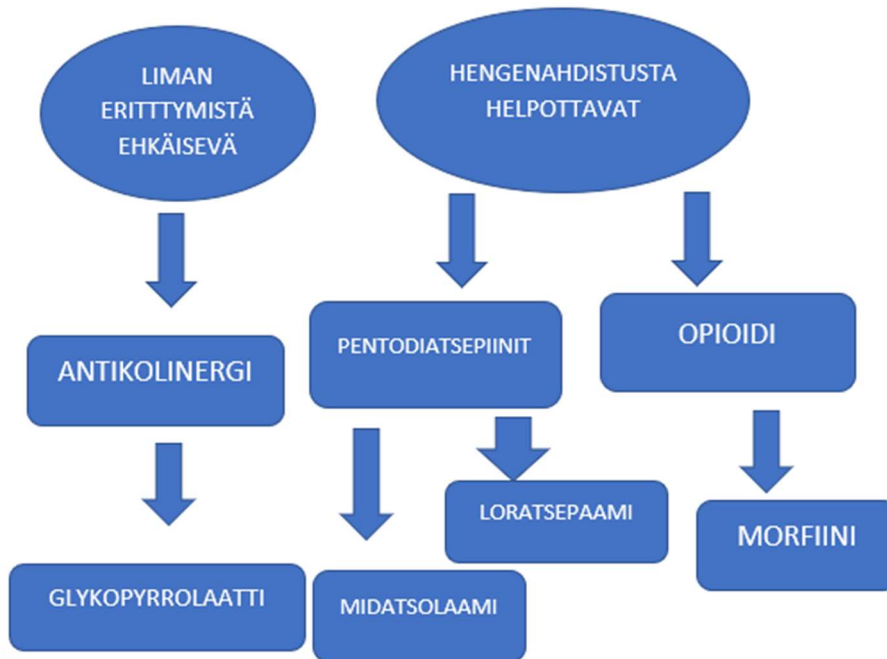 LIMAN
ERITTTYMISTÄ
EHKÄISEVÄ
HENGENAHDISTUSTA
HELPOTTAVAT
ANTIKOLINERGI
PENTODIATSEPIINIT
OPIOIDI
LORATSEPAAMI
MORFIINI
GLYKOPYRROLAATTI
MIDATSOLAAMI